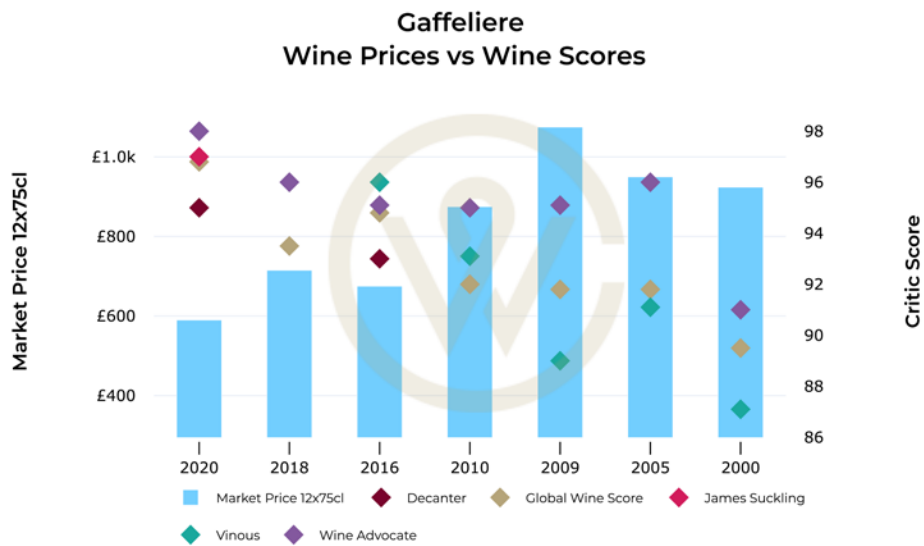 Gaffeliere
Wine Prices vs Wine Scores
Market Price 12x75cl
£1.0k
£800
£600
£400
98
96
94
92
90
88
86
Critic Score
2020 2018 2016 2010 2009 2005 2000
Market Price 12x75cl Decanter Global Wine Score James Suckling
Vinous Wine Advocate